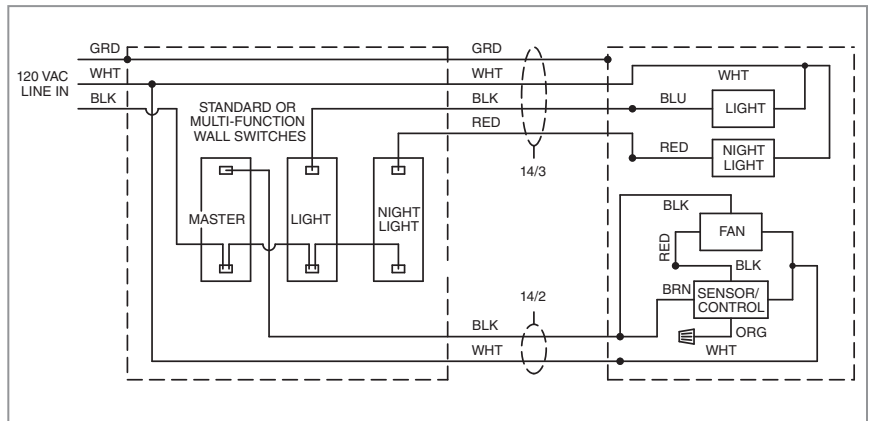 GRD
GRD
120 VAC
LINE IN
WHT
WHT
WHT
BLK
STANDARD OR
MULTI-FUNCTION
WALL SWITCHES
BLK
BLU
LIGHT
RED
RED
NIGHT
LIGHT
14/3
MASTER
LIGHT
NIGHT
LIGHT
BLK
FAN
RED
BLK
BRN
SENSOR/
CONTROL
14/2
BLK
ORG
WHT
WHT